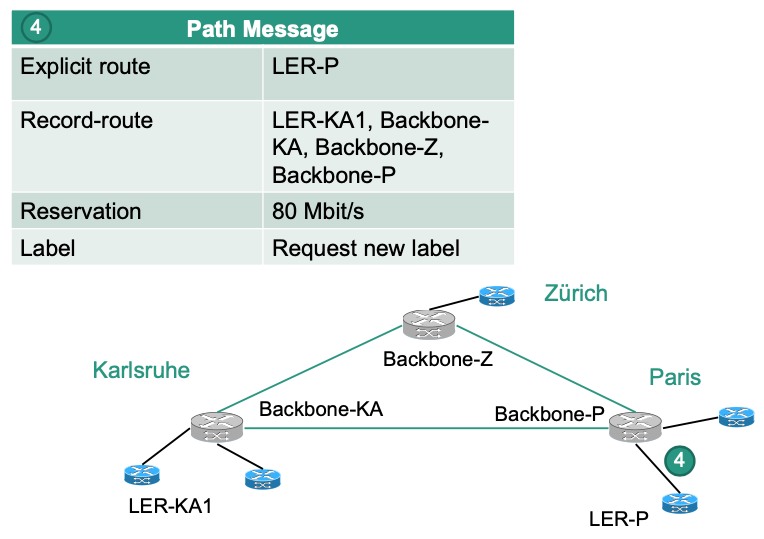 4
Path Message
Explicit route
LER-P
Record-route
LER-KA1, Backbone-
KA, Backbone-Z,
Backbone-P
Reservation
80 Mbit/s
Label
Request new label
Zürich
Backbone-Z
Karlsruhe
Paris
Backbone-KA
Backbone-P
4
LER-KA1
LER-P